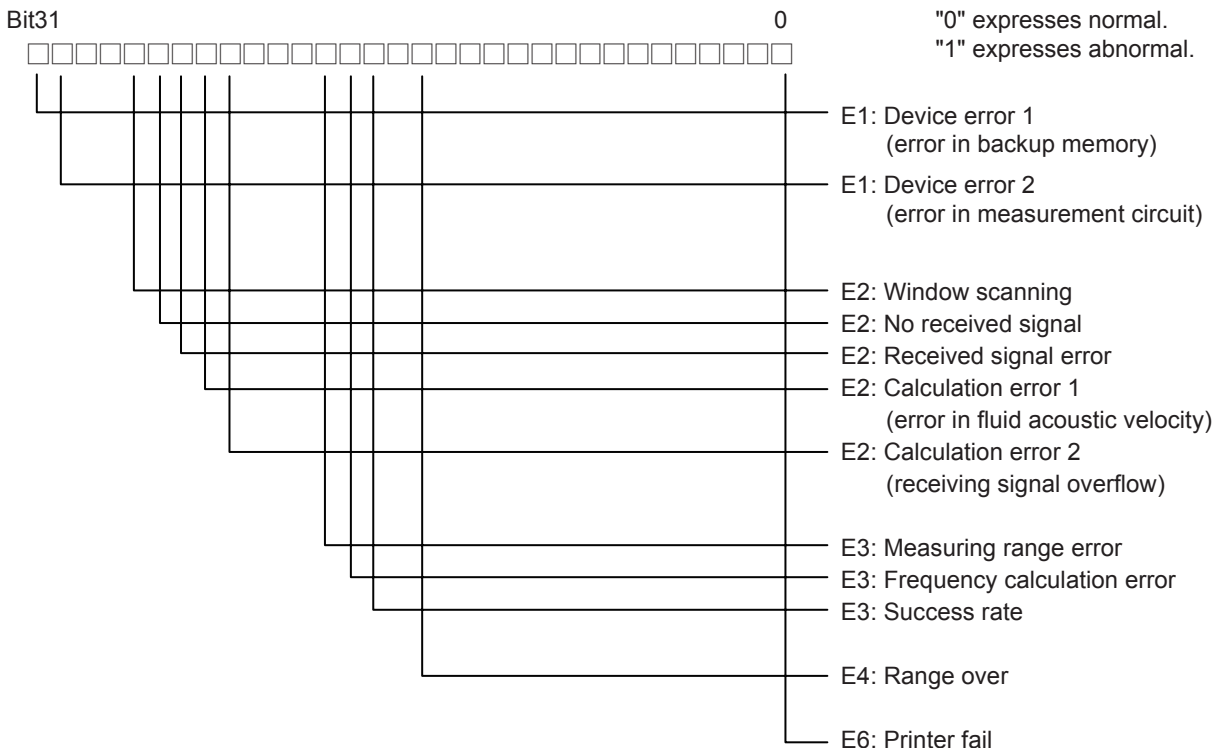 Bit31
0
"0" expresses normal.
"1" expresses abnormal.
E1: Device error 1
(error in backup memory)
E1: Device error 2
(error in measurement circuit)
E2: Window scanning
E2: No received signal
E2: Received signal error
E2: Calculation error 1
(error in fluid acoustic velocity)
E2: Calculation error 2
(receiving signal overflow)
E3: Measuring range error
E3: Frequency calculation error
E3: Success rate
E4: Range over
E6: Printer fail